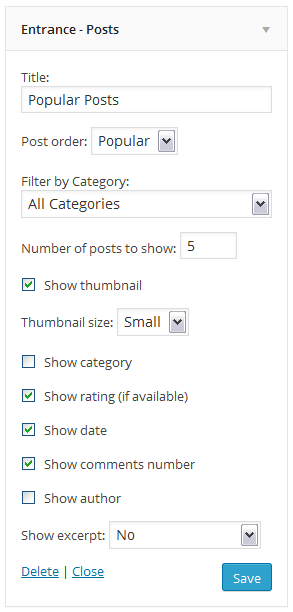 Entrance - Posts
Title:
Popular Posts
Post order: Popular
Filter by Category:
All Categories
Number of posts to show: 5
Show thumbnail
Thumbnail size: Small
Show category
Show rating (if available)
Show date
Show comments number
Show author
Show excerpt: No
Delete | Close
Save